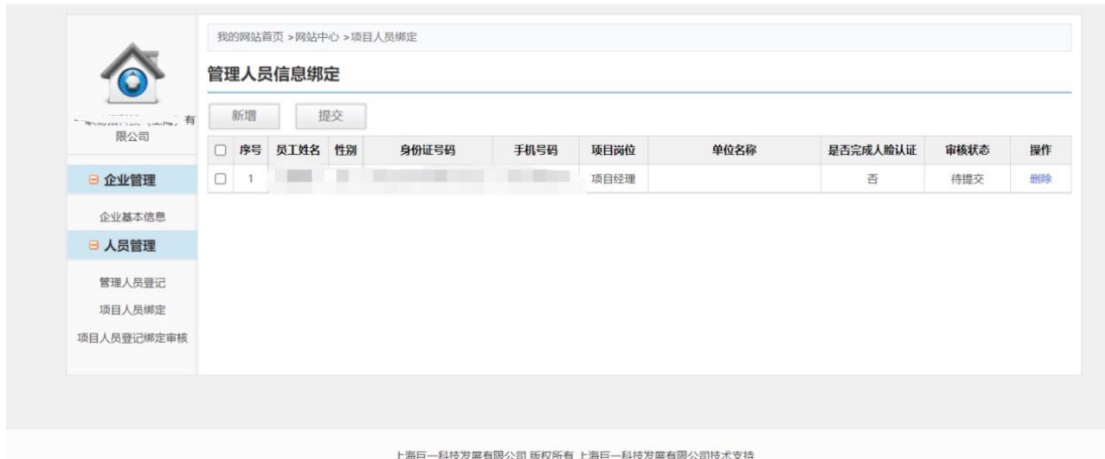 我的网站首页 >网站中心 >项目人员绑定
管理人员信息绑定
新增 提交
有
限公司
序号 员工姓名 性别 身份证号码 手机号码 项目岗位 单位名称 是否完成人脸认证 审核状态 操作
1 项目经理 否 待提交 删除
企业管理
企业基本信息
人员管理
管理人员登记
项目人员绑定
项目人员登记绑定审核
上海巨一科技发展有限公司 版权所有 上海巨一科技发展有限公司技术支持